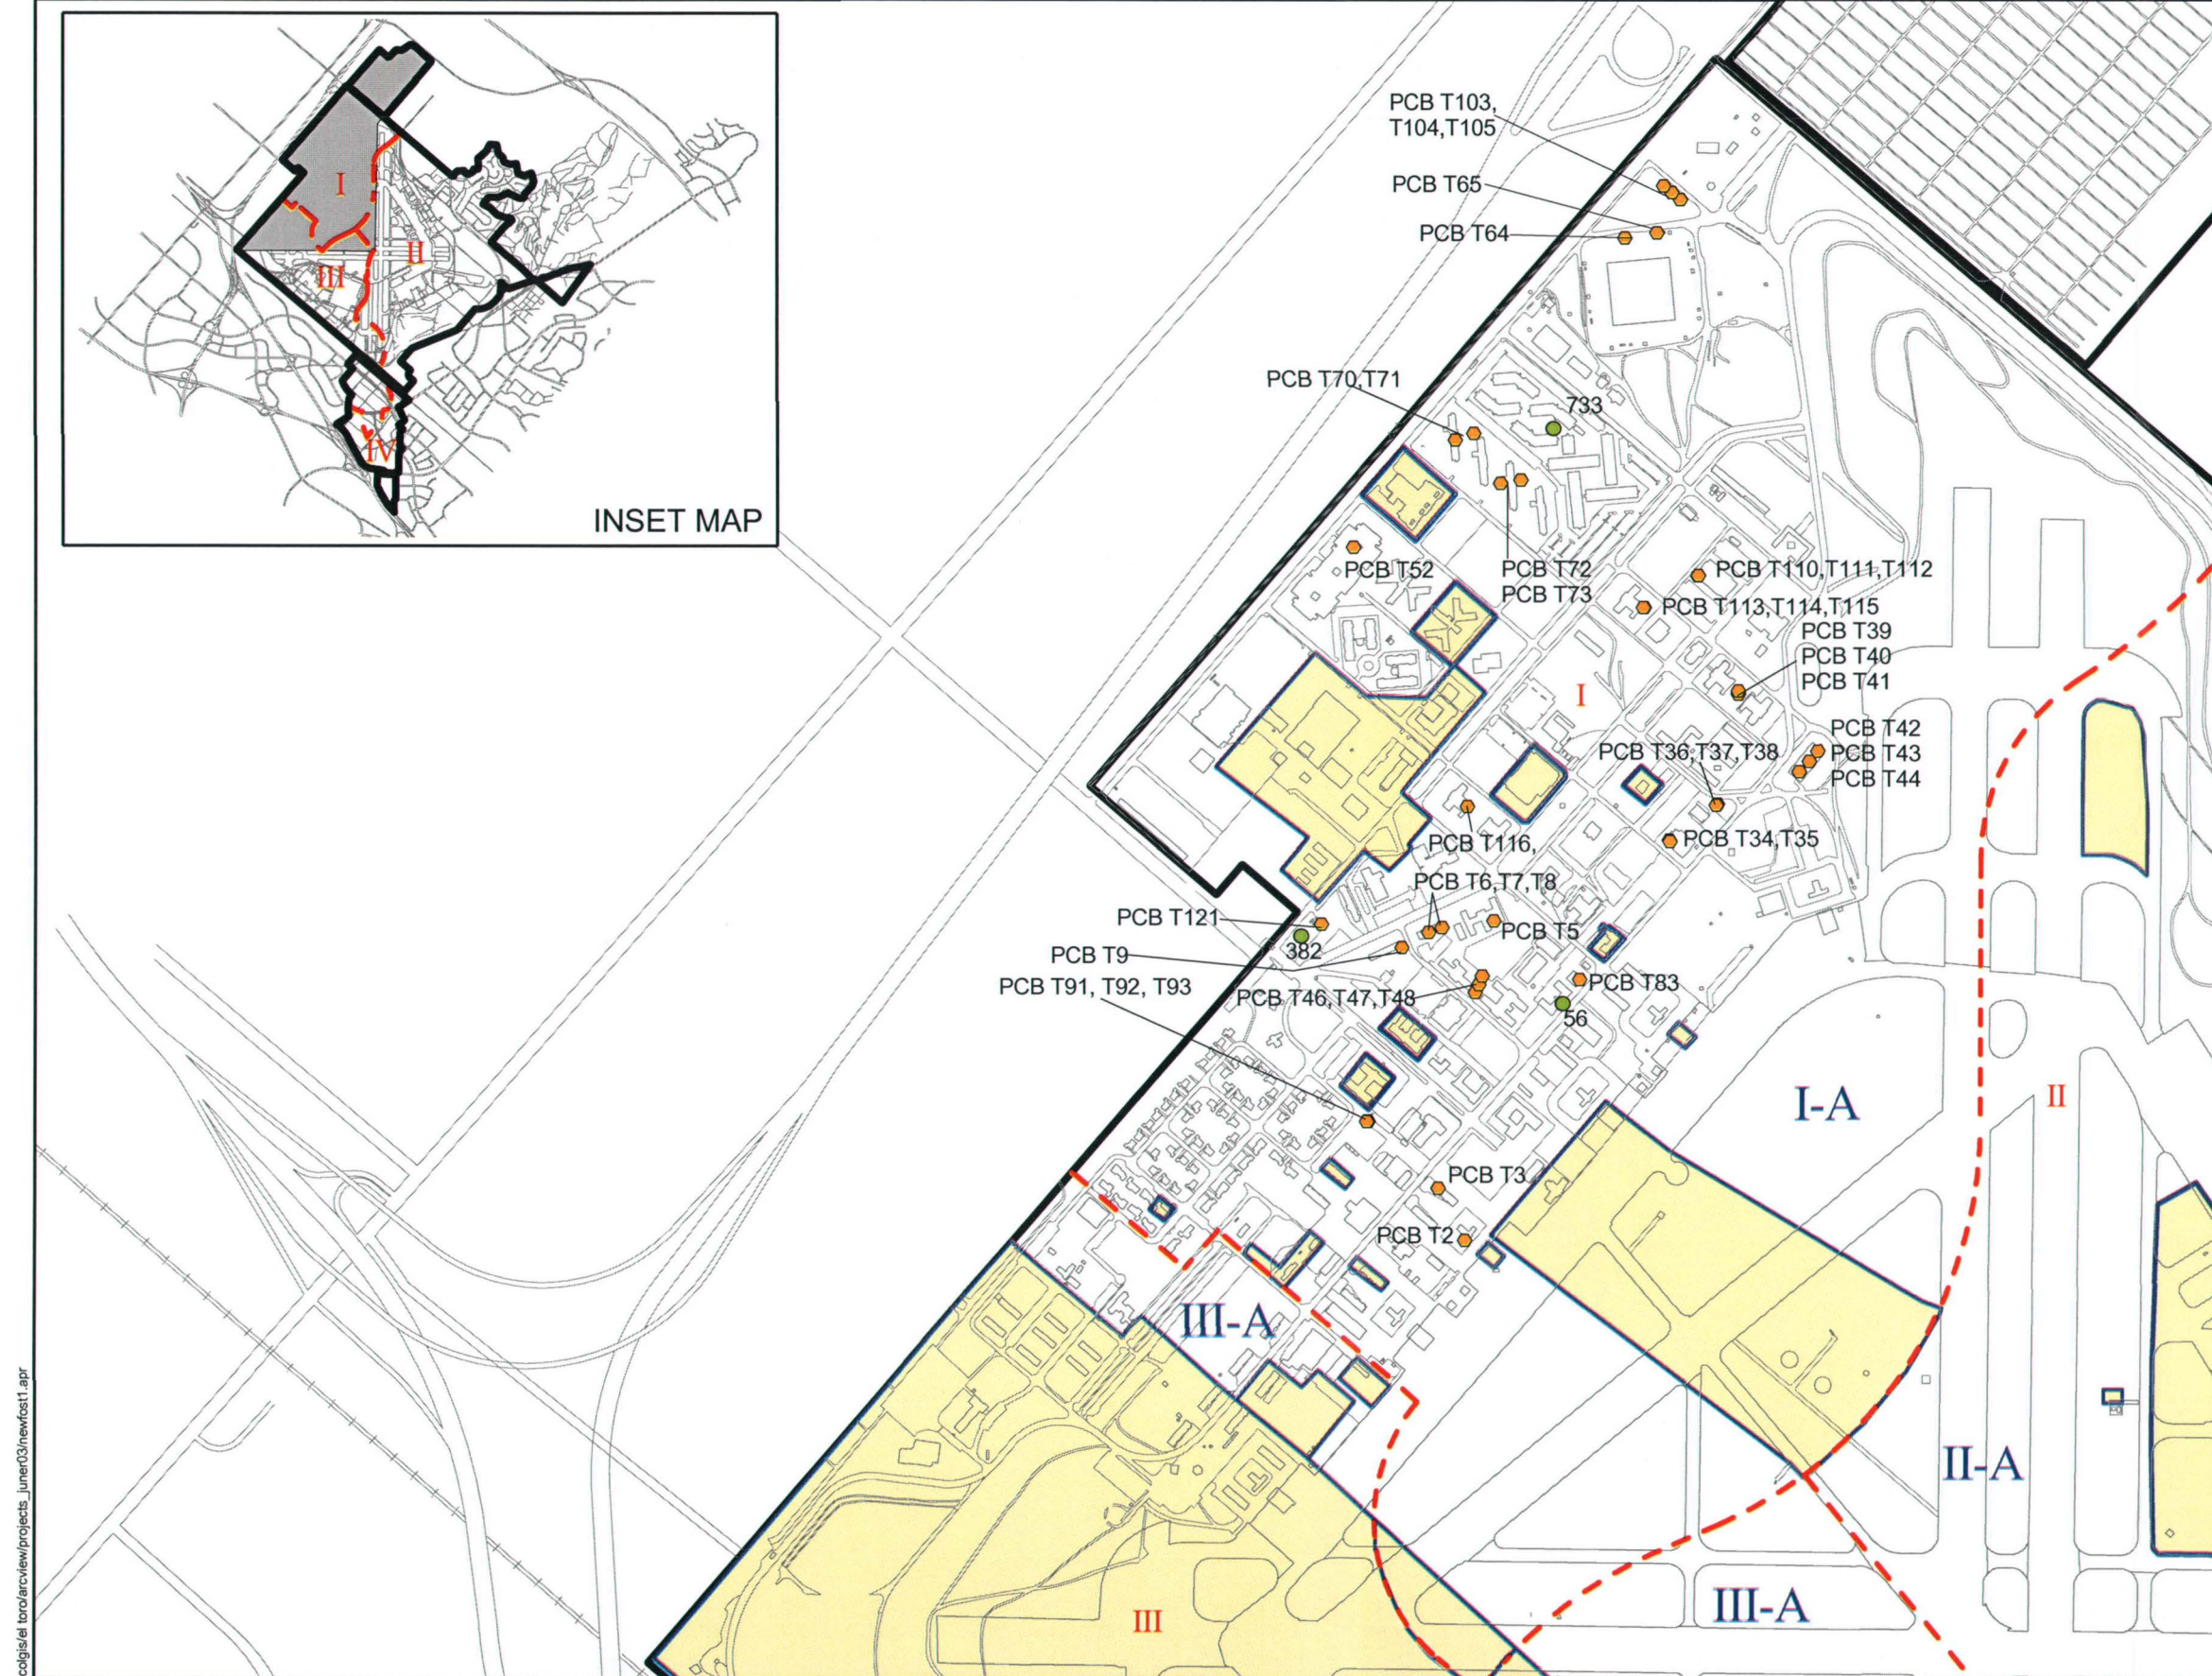 I
II
III
IV
INSET MAP
PCB T103,
T104,T105
PCB T65
PCB T64
PCB T70,T71
733
PCB T52
PCB T72
PCB T73
PCB T110,T111,T112
PCB T113,T114,T115
PCB T39
PCB T40
PCB T41
I
PCB T42
PCB T43
PCB T44
PCB T36,T37,T38
PCB T34,T35
PCB T116,
PCB T6,T7,T8
PCB T121
PCB T5
382
PCB T9
PCB T91, T92, T93
PCB T46,T47,T48
PCB T83
56
I-A
II
PCB T3
PCB T2
III-A
II-A
III
III-A
colgis/el toro/arcview/projects_juner03/newfost1.apr